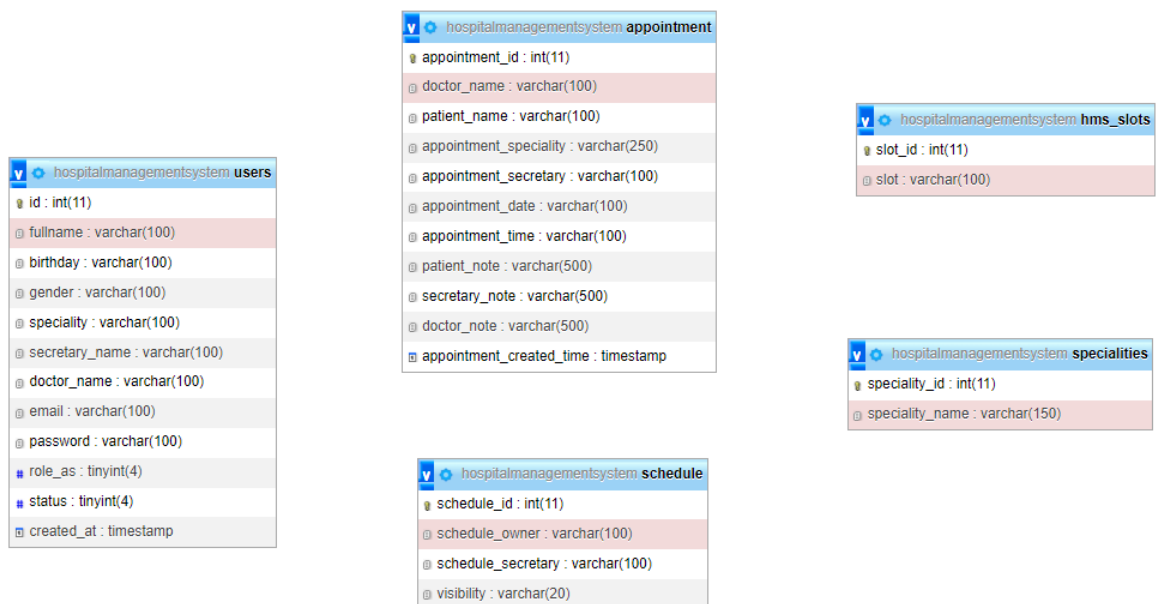 hospitalmanagementsystem users
id : int(11)
fullname : varchar(100)
birthday : varchar(100)
gender : varchar(100)
speciality : varchar(100)
secretary_name : varchar(100)
doctor_name : varchar(100)
email : varchar(100)
password : varchar(100)
role_as : tinyint(4)
status : tinyint(4)
created_at : timestamp
hospitalmanagementsystem appointment
appointment_id : int(11)
doctor_name : varchar(100)
patient_name : varchar(100)
appointment_speciality : varchar(250)
appointment_secretary : varchar(100)
appointment_date : varchar(100)
appointment_time : varchar(100)
patient_note : varchar(500)
secretary_note : varchar(500)
doctor_note : varchar(500)
appointment_created_time : timestamp
hospitalmanagementsystem schedule
schedule_id : int(11)
schedule_owner : varchar(100)
schedule_secretary : varchar(100)
visibility : varchar(20)
hospitalmanagementsystem hms_slots
slot_id : int(11)
slot : varchar(100)
hospitalmanagementsystem specialities
speciality_id : int(11)
speciality_name : varchar(150)